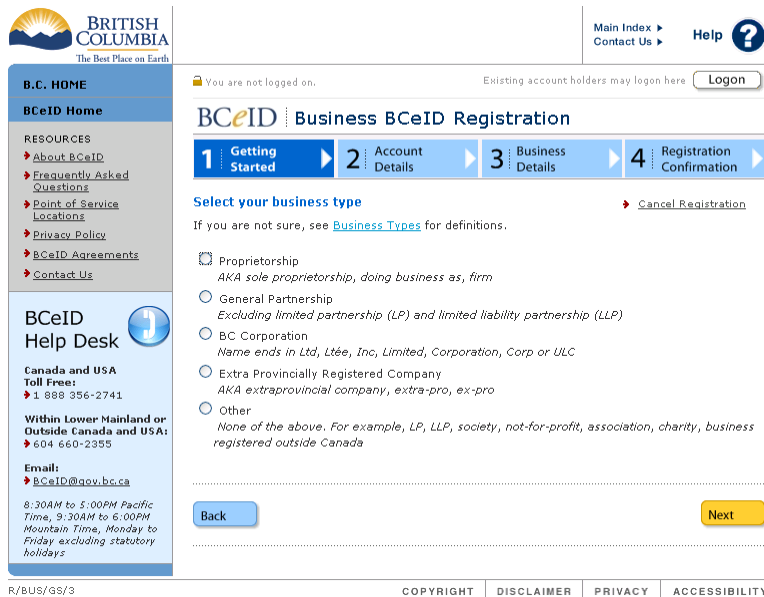 BRITISH
COLUMBIA
The Best Place on Earth
Main Index
Contact Us
Help
?
B.C. HOME
BCeID Home
RESOURCES
About BCeID
Frequently Asked
Questions
Point of Service
Locations
Privacy Policy
BCeID Agreements
Contact Us
BCeID
Help Desk
Canada and USA
Toll Free:
1 888 356-2741
Within Lower Mainland or
Outside Canada and USA:
604 660-2355
Email:
BCeID@gov.bc.ca
8:30AM to 5:00PM Pacific
Time, 9:30AM to 6:00PM
Mountain Time, Monday to
Friday excluding statutory
holidays
You are not logged on.
Existing account holders may logon here
Logon
BCeID Business BCeID Registration
1 Getting
Started
2 Account
Details
3 Business
Details
4 Registration
Confirmation
Select your business type
Cancel Registration
If you are not sure, see Business Types for definitions.
Proprietorship
AKA sole proprietorship, doing business as, firm
General Partnership
Excluding limited partnership (LP) and limited liability partnership (LLP)
BC Corporation
Name ends in Ltd, Ltée, Inc, Limited, Corporation, Corp or ULC
Extra Provincially Registered Company
AKA extraprovincial company, extra-pro, ex-pro
Other
None of the above. For example, LP, LLP, society, not-for-profit, association, charity, business
registered outside Canada
Back
Next
R/BUS/GS/3
COPYRIGHT
DISCLAIMER
PRIVACY
ACCESSIBILITY